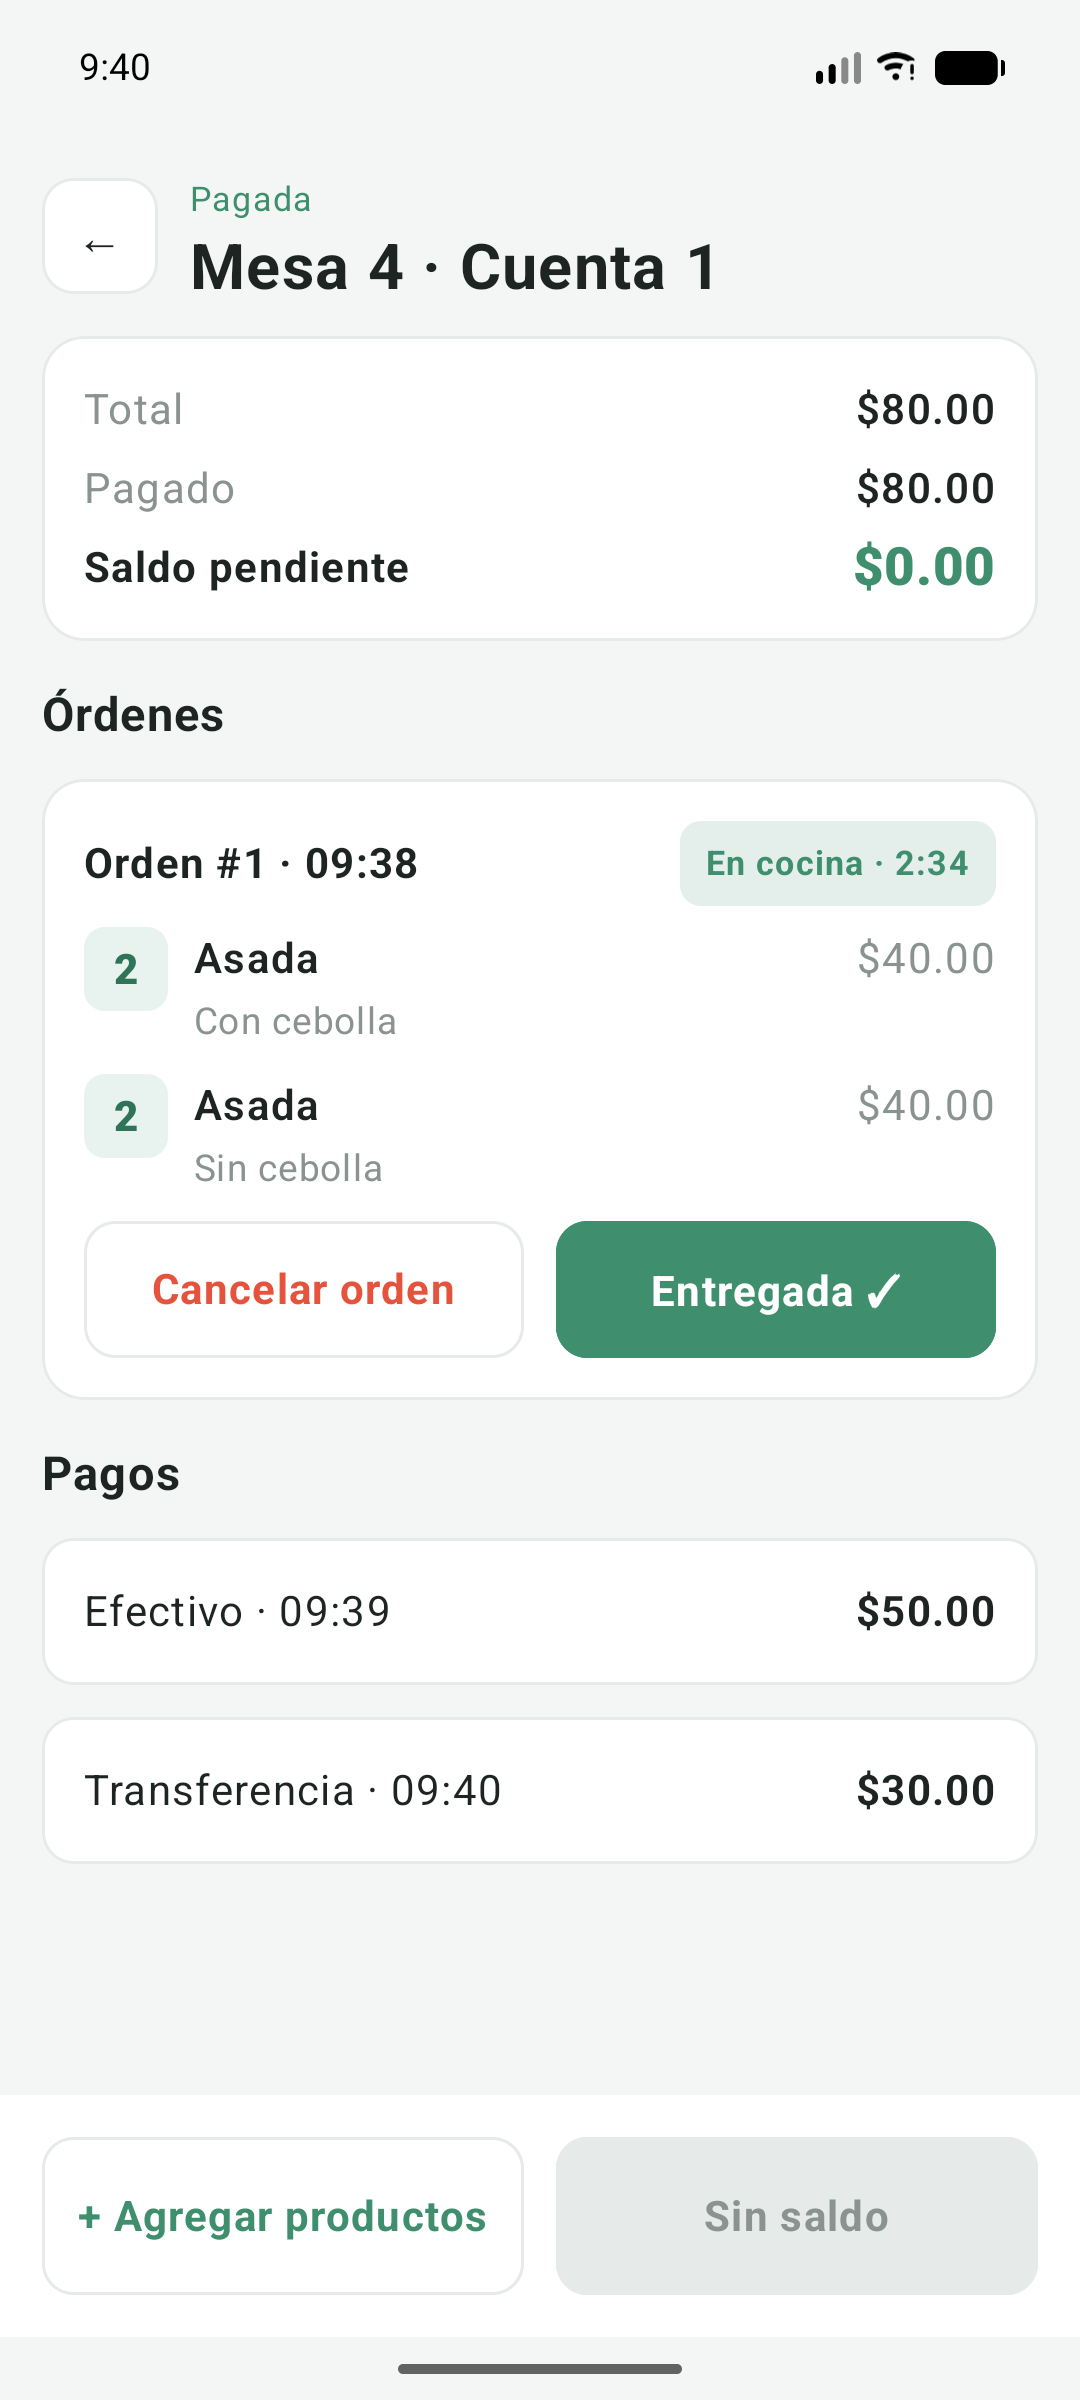 9:40
←
Pagada
Mesa 4 · Cuenta 1
Total $80.00
Pagado $80.00
Saldo pendiente $0.00
Órdenes
Orden #1 · 09:38 En cocina · 2:34
2 Asada $40.00
Con cebolla
2 Asada $40.00
Sin cebolla
Cancelar orden Entregada ✓
Pagos
Efectivo · 09:39 $50.00
Transferencia · 09:40 $30.00
+ Agregar productos Sin saldo